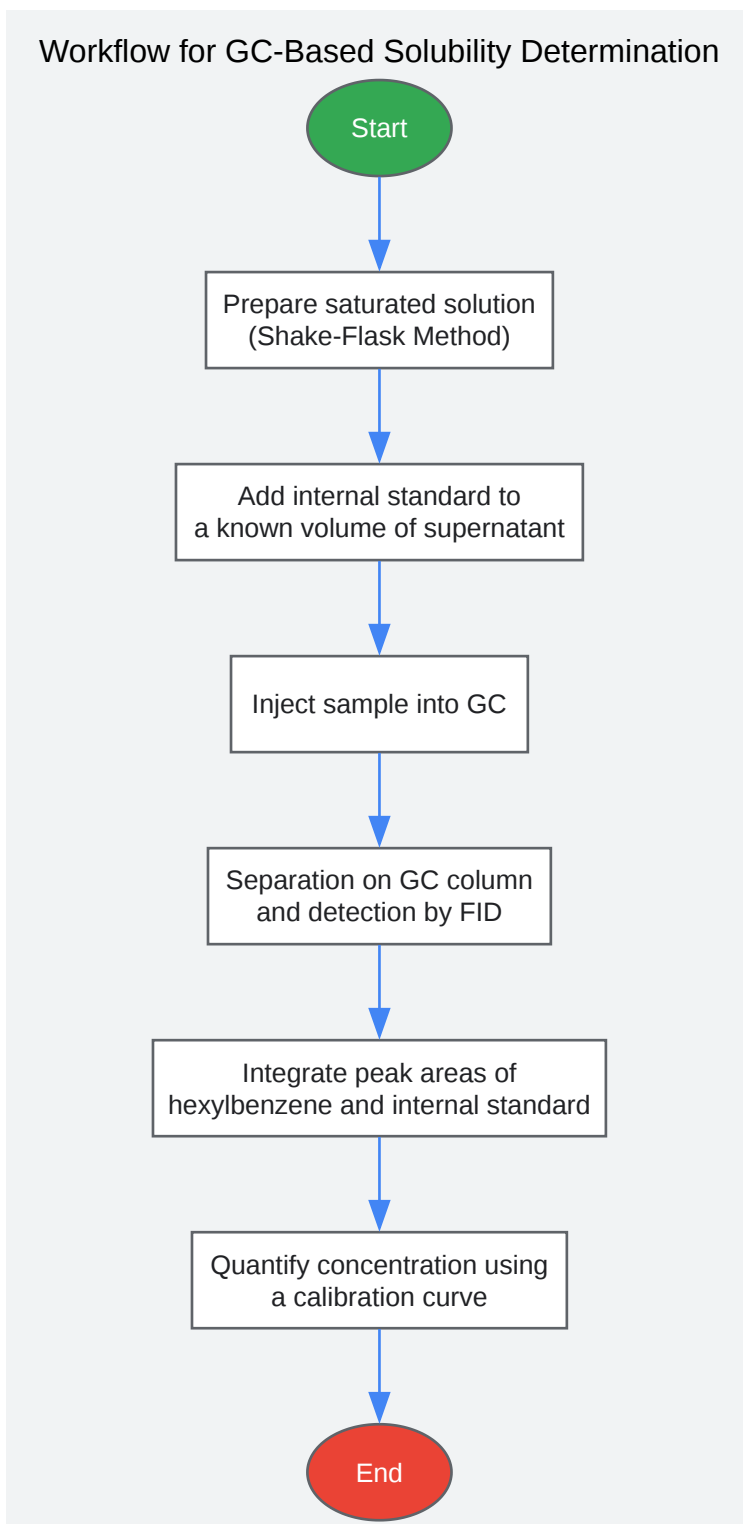 Workflow for GC-Based Solubility Determination
Start
Prepare saturated solution
(Shake-Flask Method)
Add internal standard to
a known volume of supernatant
Inject sample into GC
Separation on GC column
and detection by FID
Integrate peak areas of
hexylbenzene and internal standard
Quantify concentration using
a calibration curve
End